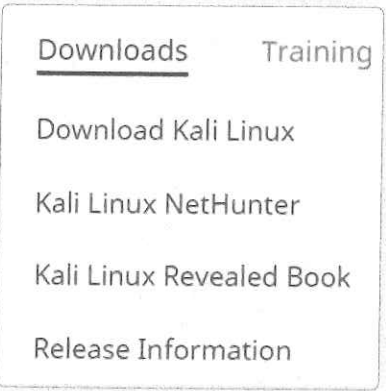 Downloads Training
Download Kali Linux
Kali Linux NetHunter
Kali Linux Revealed Book
Release Information